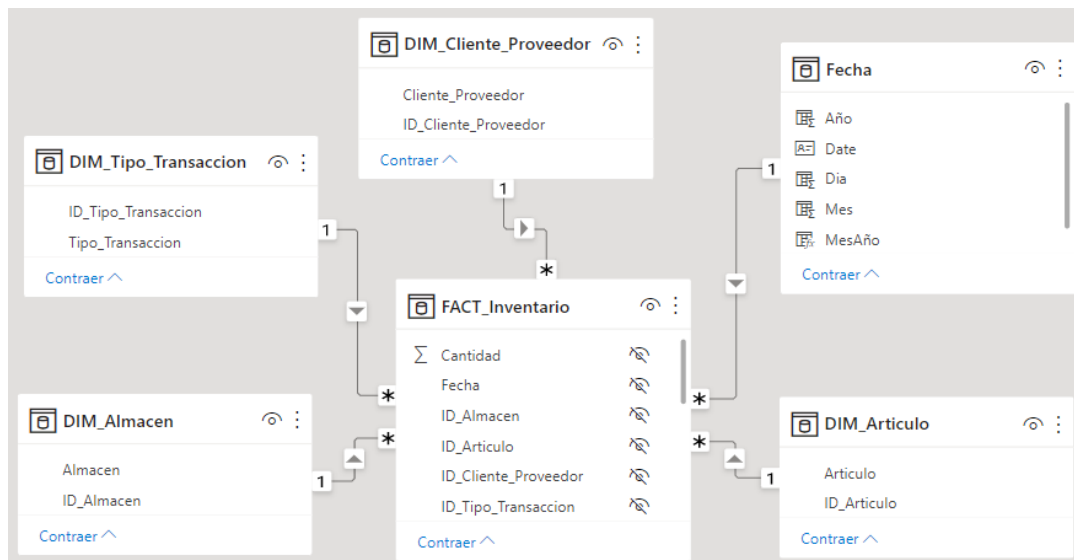 DIM_Cliente_Proveedor
Cliente_Proveedor
ID_Cliente_Proveedor
Contraer
Fecha
Año
Date
Dia
Mes
MesAño
Contraer
DIM_Tipo_Transaccion
ID_Tipo_Transaccion
Tipo_Transaccion
Contraer
1
1
1
*
FACT_Inventario
Σ Cantidad
Fecha
ID_Almacen
ID_Articulo
ID_Cliente_Proveedor
ID_Tipo_Transaccion
Contraer
*
*
*
*
DIM_Almacen
Almacen
ID_Almacen
Contraer
1
DIM_Articulo
Articulo
ID_Articulo
Contraer
1